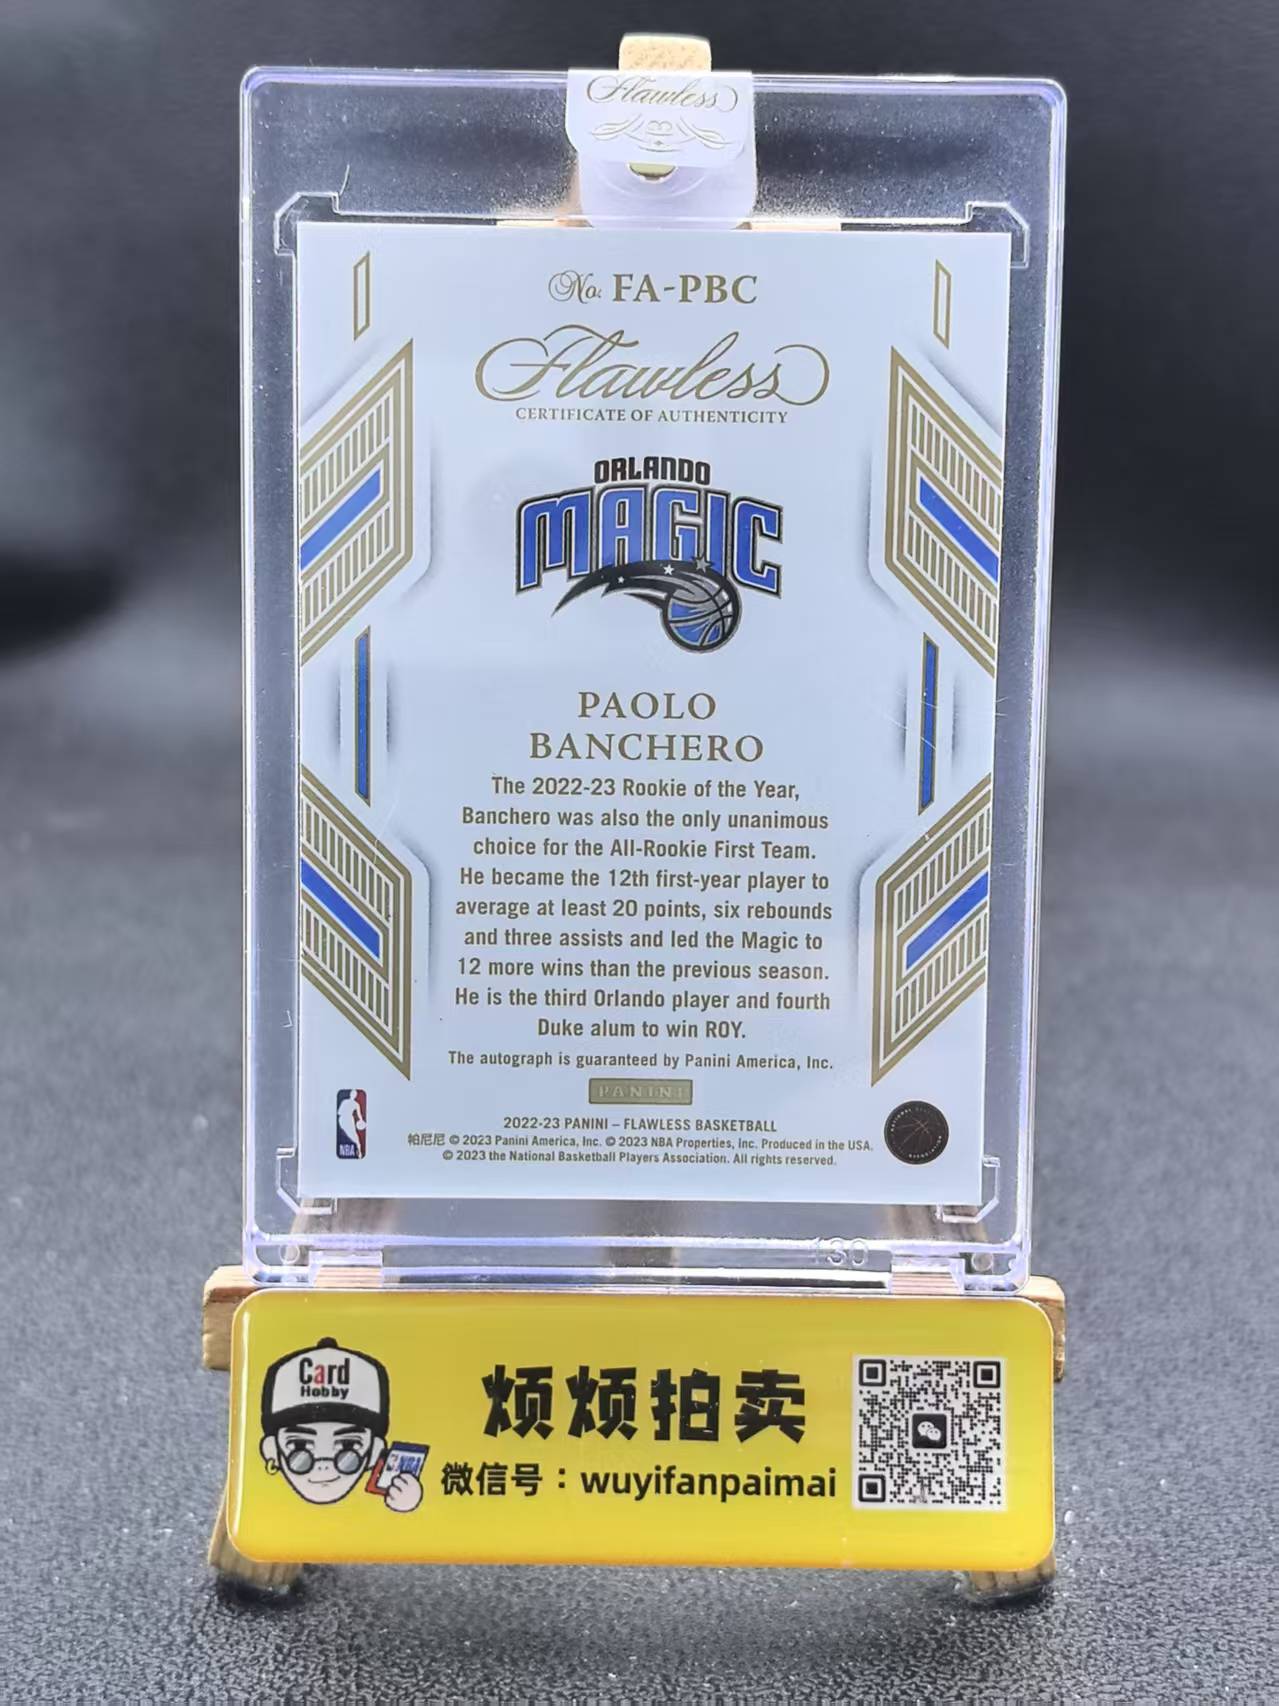 Flawless
No. FA-PBC
Flawless
CERTIFICATE OF AUTHENTICITY
ORLANDO
MAGIC
PAOLO
BANCHERO
The 2022-23 Rookie of the Year,
Banchero was also the only unanimous
choice for the All-Rookie First Team.
He became the 12th first-year player to
average at least 20 points, six rebounds
and three assists and led the Magic to
12 more wins than the previous season.
He is the third Orlando player and fourth
Duke alum to win ROY.
The autograph is guaranteed by Panini America, Inc.
PANINI
2022-23 PANINI – FLAWLESS BASKETBALL
帕尼尼 © 2023 Panini America, Inc. © 2023 NBA Properties, Inc. Produced in the USA.
© 2023 the National Basketball Players Association. All rights reserved.
NBA
130
Card
Hobby
NBA
烦烦拍卖
微信号：wuyifanpaimai